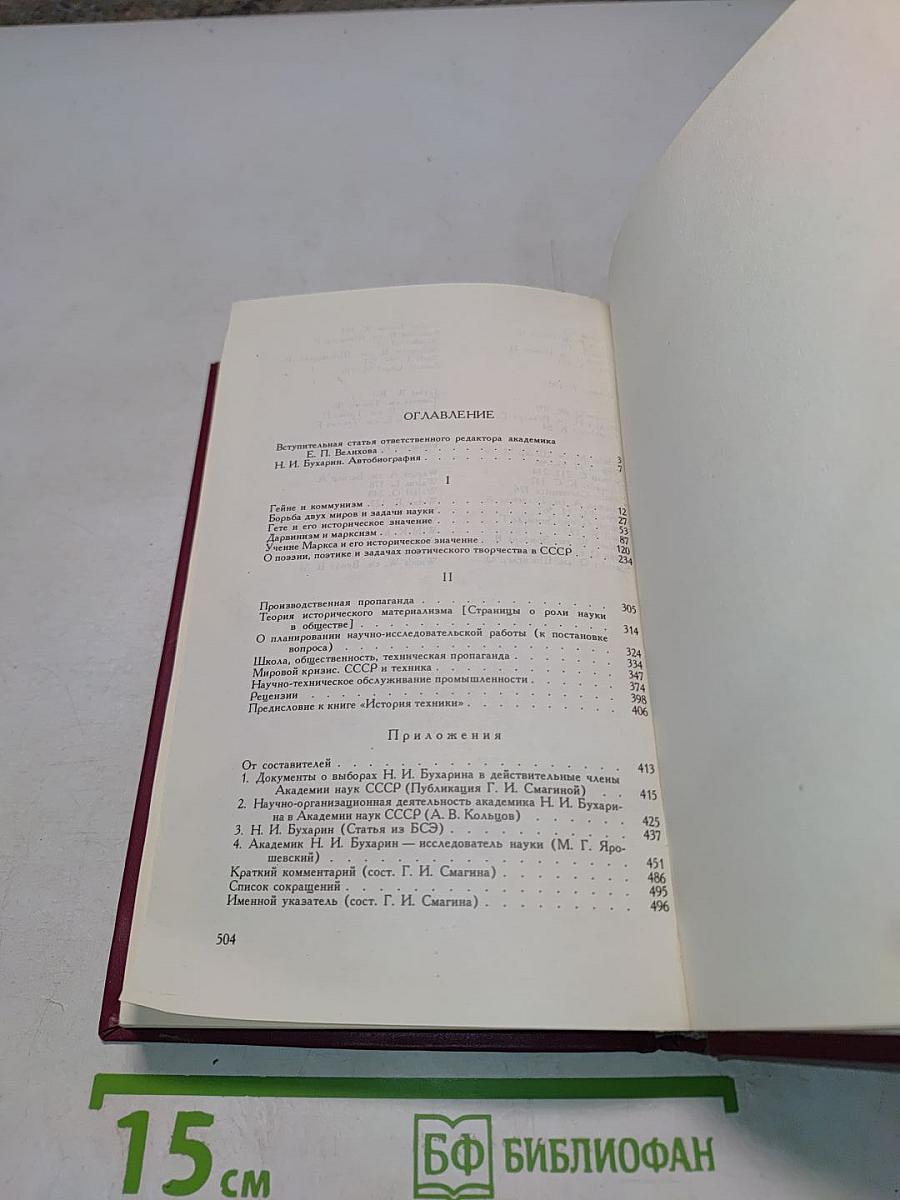 ОГЛАВЛЕНИЕ
Вступительная статья ответственного редактора академика
Е. П. Велихова . . . . . . . . . . . . . 3
Н. И. Бухарин. Автобиография . . . . . . . . . . . 7
I
Гейне и коммунизм . . . . . . . . . . . . . . 12
Борьба двух миров и задачи науки . . . . . . . . . . 27
Гете и его историческое значение . . . . . . . . . . 53
Дарвинизм и марксизм . . . . . . . . . . . . . 87
Учение Маркса и его историческое значение . . . . . . . . 120
О поэзии, поэтике и задачах поэтического творчества в СССР . . . 234
II
Производственная пропаганда . . . . . . . . . . . 305
Теория исторического материализма [Страницы о роли науки
в обществе] . . . . . . . . . . . . . . 314
О планировании научно-исследовательской работы (к постановке
вопроса) . . . . . . . . . . . . . . . 324
Школа, общественность, техническая пропаганда . . . . . . 334
Мировой кризис. СССР и техника . . . . . . . . . . 347
Научно-техническое обслуживание промышленности . . . . . . 374
Рецензии . . . . . . . . . . . . . . . . 398
Предисловие к книге «История техники» . . . . . . . . 406
Приложения
От составителей . . . . . . . . . . . . . . 413
1. Документы о выборах Н. И. Бухарина в действительные члены
Академии наук СССР (Публикация Г. И. Смагиной) . . 415
2. Научно-организационная деятельность академика Н. И. Бухари-
на в Академии наук СССР (А. В. Кольцов) . . . . . 425
3. Н. И. Бухарин (Статья из БСЭ) . . . . . . . . . 437
4. Академик Н. И. Бухарин — исследователь науки (М. Г. Яро-
шевский) . . . . . . . . . . . . . . 451
Краткий комментарий (сост. Г. И. Смагина) . . . . . . . 486
Список сокращений . . . . . . . . . . . . . 495
Именной указатель (сост. Г. И. Смагина) . . . . . . . . 496
504
15 см
БФ БИБЛИОФАН